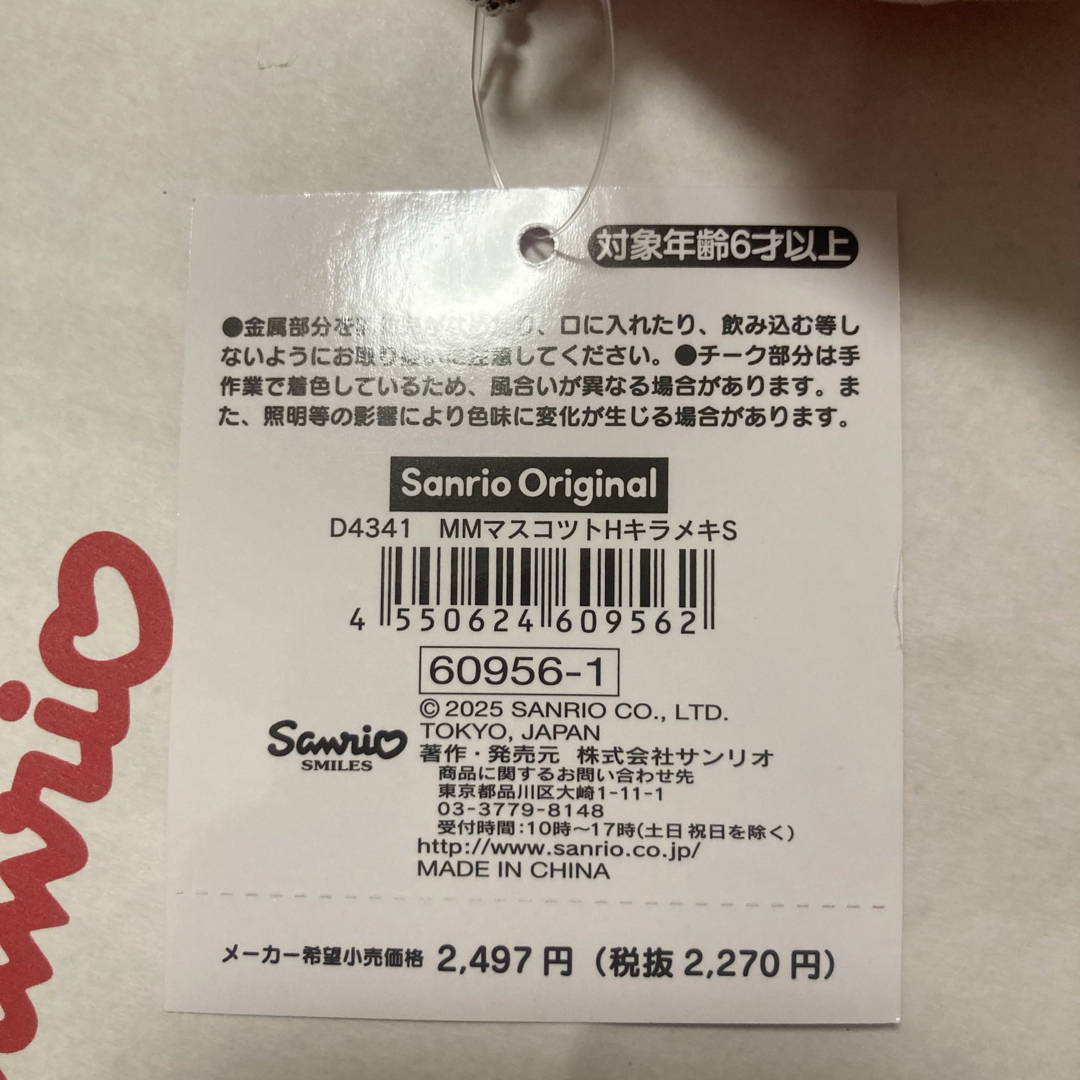 対象年齢6才以上
●金属部分を り、口に入れたり、飲み込む等し
ないようにお取り 注意してください。●チーク部分は手
作業で着色しているため、風合いが異なる場合があります。ま
た、照明等の影響により色味に変化が生じる場合があります。
Sanrio Original
D4341 MMマスコツトHキラメキS
4 550624 609562
60956-1
© 2025 SANRIO CO., LTD.
TOKYO, JAPAN
Sanrio
SMILES
著作・発売元 株式会社サンリオ
商品に関するお問い合わせ先
東京都品川区大崎1-11-1
03-3779-8148
受付時間:10時〜17時(土日祝日を除く)
http://www.sanrio.co.jp/
MADE IN CHINA
メーカー希望小売価格 2,497円(税抜2,270円)